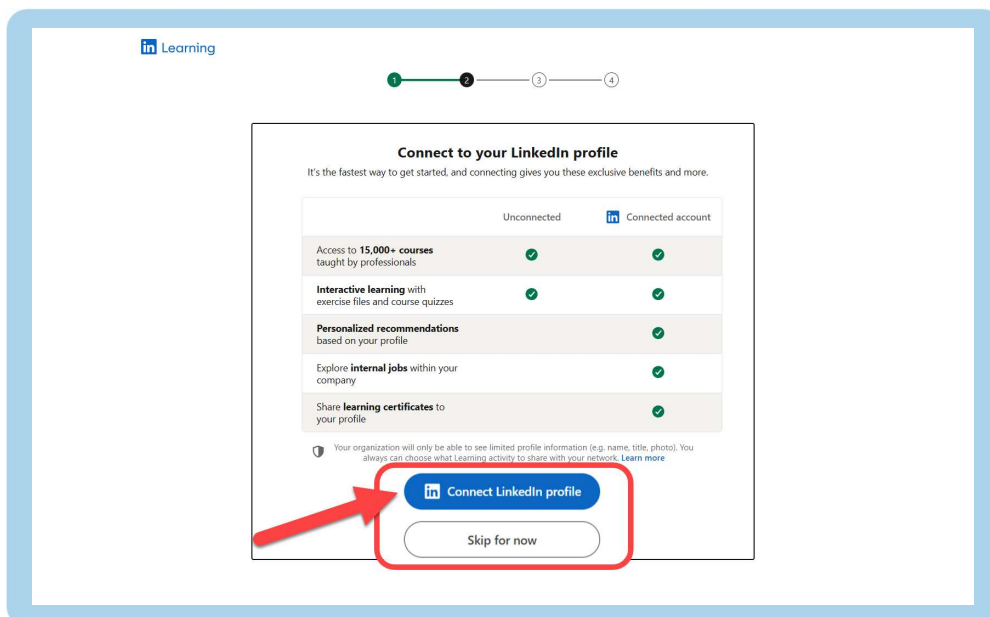 in Learning
1 2 3 4
Connect to your LinkedIn profile
It's the fastest way to get started, and connecting gives you these exclusive benefits and more.
Unconnected in Connected account
Access to 15,000+ courses
taught by professionals
Interactive learning with
exercise files and course quizzes
Personalized recommendations
based on your profile
Explore internal jobs within your
company
Share learning certificates to
your profile
Your organization will only be able to see limited profile information (e.g. name, title, photo). You
always can choose what Learning activity to share with your network. Learn more
in Connect LinkedIn profile
Skip for now